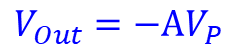 V_Out = −AV_P